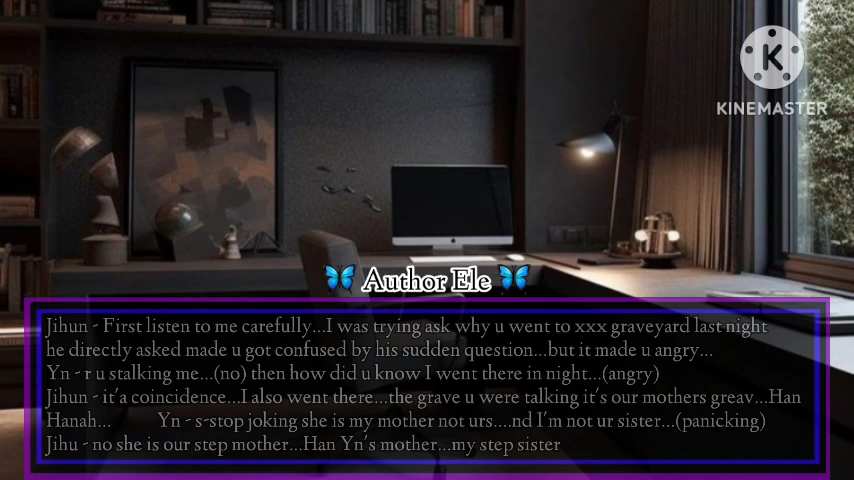 KINEMASTER
🦋 Author Ele 🦋
Jihun - First listen to me carefully...I was trying ask why u went to xxx graveyard last night
he directly asked made u got confused by his sudden question...but it made u angry...
Yn - r u stalking me...(no) then how did u know I went there in night...(angry)
Jihun - it'a coincidence...I also went there...the grave u were talking it's our mothers greav...Han
Hanah... Yn - s-stop joking she is my mother not urs....nd I'm not ur sister...(panicking)
Jihu - no she is our step mother...Han Yn's mother...my step sister